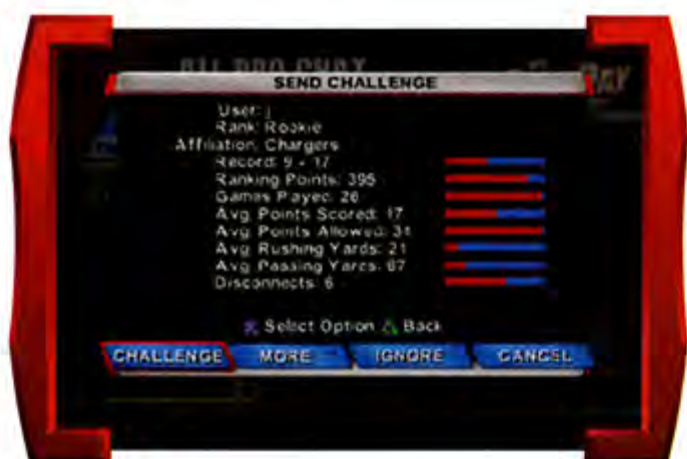 SEND CHALLENGE
User: j
Rank: Rookie
Affiliation: Chargers
Record: 9 - 17
Ranking Points: 395
Games Played: 26
Avg. Points Scored: 17
Avg. Points Allowed: 31
Avg. Rushing Yards: 21
Avg. Passing Yards: 67
Disconnects: 6
Select Option Back
CHALLENGE MORE IGNORE CANCEL